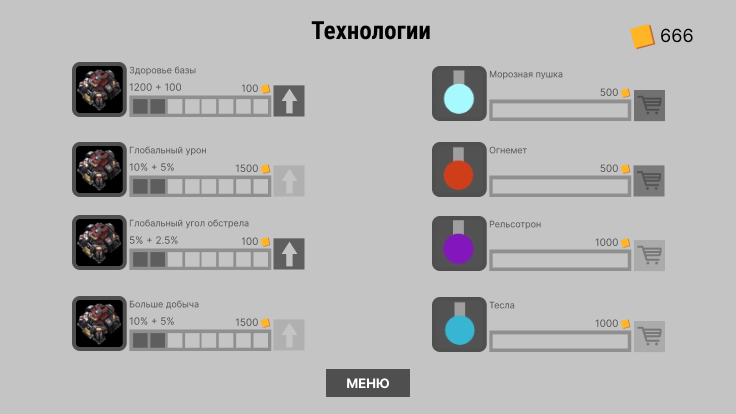 Технологии
666
Здоровье базы
1200 + 100
100
Глобальный урон
10% + 5%
1500
Глобальный угол обстрела
5% + 2.5%
100
Больше добыча
10% + 5%
1500
Морозная пушка
500
Огнемет
500
Рельсотрон
1000
Тесла
1000
МЕНЮ